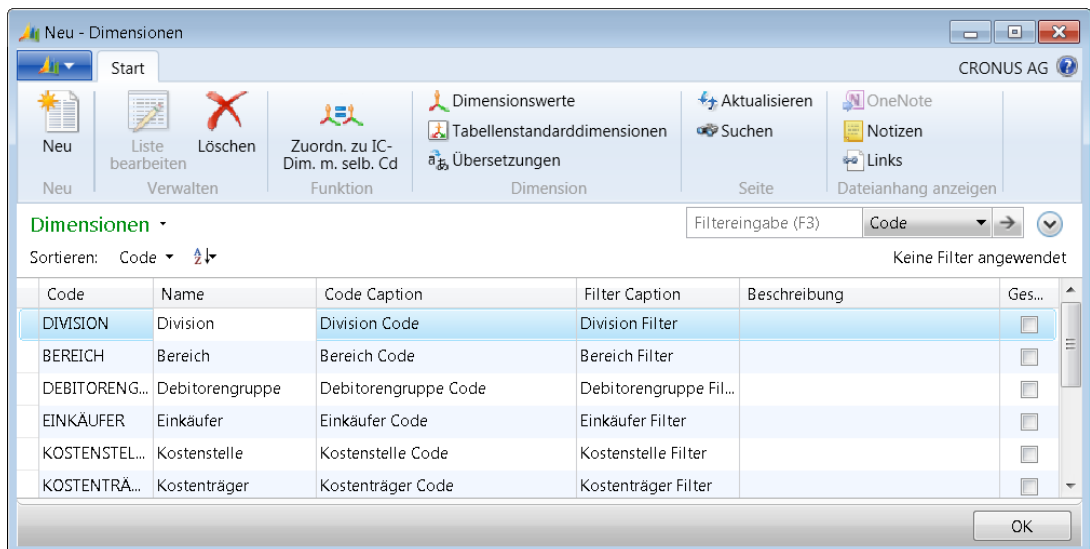 Neu - Dimensionen
Start
CRONUS AG
Neu
Liste bearbeiten
Löschen
Zuordn. zu IC-
Dim. m. selb. Cd
Dimensionswerte
Tabellenstandarddimensionen
Übersetzungen
Aktualisieren
Suchen
OneNote
Notizen
Links
Neu Verwalten Funktion Dimension Seite Dateianhang anzeigen
Dimensionen
Filtereingabe (F3) Code
Sortieren: Code Keine Filter angewendet
Code Name Code Caption Filter Caption Beschreibung Ges...
DIVISION Division Division Code Division Filter
BEREICH Bereich Bereich Code Bereich Filter
DEBITORENG... Debitorengruppe Debitorengruppe Code Debitorengruppe Fil...
EINKÄUFER Einkäufer Einkäufer Code Einkäufer Filter
KOSTENSTEL... Kostenstelle Kostenstelle Code Kostenstelle Filter
KOSTENTRÄ... Kostenträger Kostenträger Code Kostenträger Filter
OK